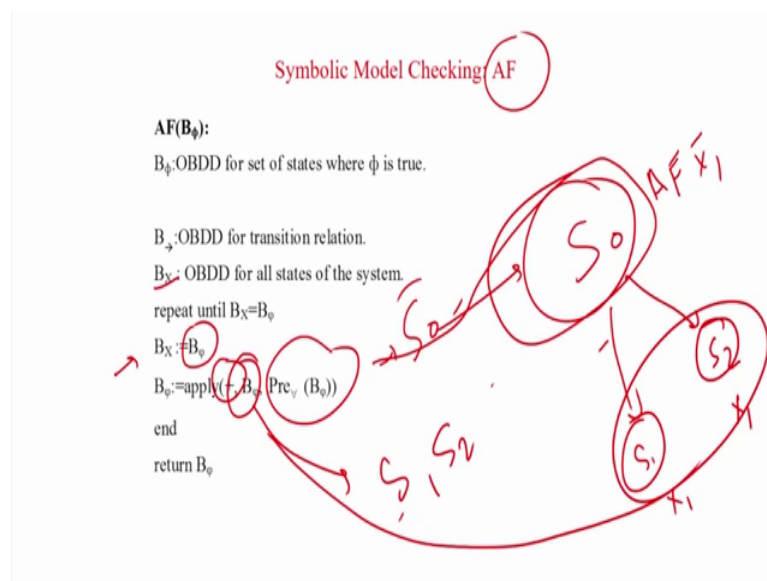 Symbolic Model Checking: AF
AF(Bϕ):
Bϕ:OBDD for set of states where ϕ is true.
B→:OBDD for transition relation.
BX: OBDD for all states of the system.
repeat until BX=Bφ
BX :=Bφ
Bφ:=apply(+, Bφ, Pre∀ (Bφ))
end
return Bφ
AF X1
S0
S0
S2
S1
X1
X1
S1 S2